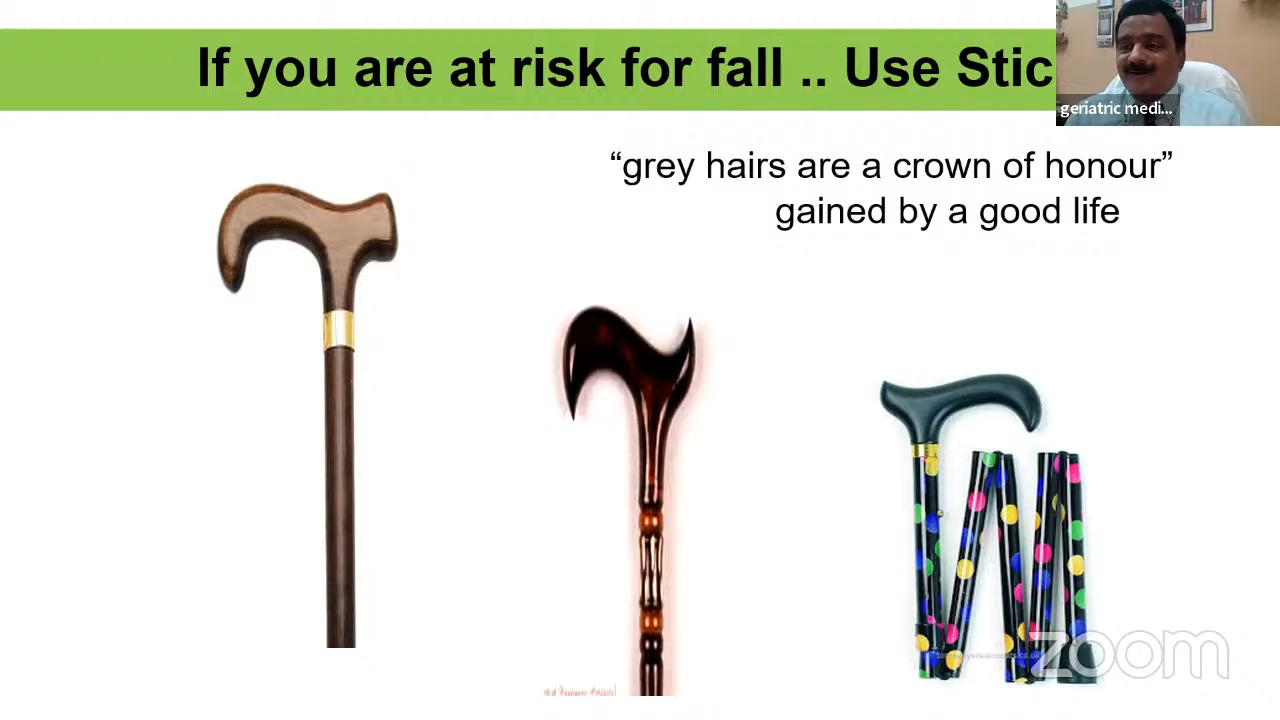 If you are at risk for fall .. Use Stic
geriatric medi...
“grey hairs are a crown of honour”
gained by a good life
zoom